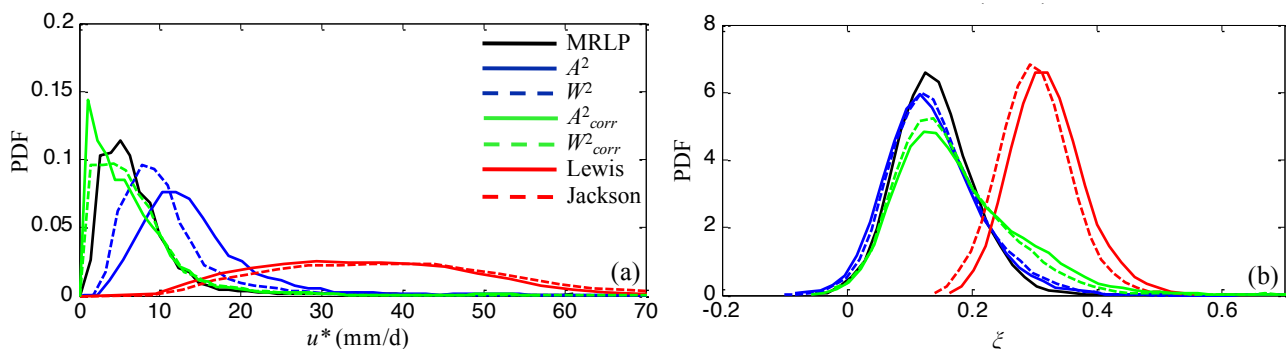 0.2
0.15
0.1
0.05
0
PDF
MRLP
A²
W²
A²corr
W²corr
Lewis
Jackson
(a)
0 10 20 30 40 50 60 70
u* (mm/d)
8
6
4
2
0
PDF
(b)
-0.2 0 0.2 0.4 0.6
ξ